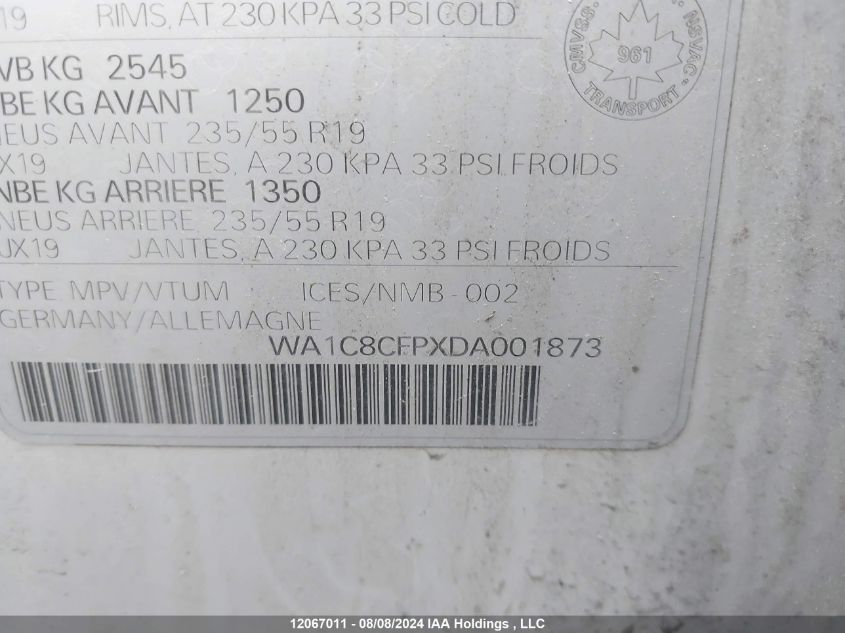 19 RIMS, AT 230 KPA 33 PSI COLD
VB KG 2545
BE KG AVANT 1250
NEUS AVANT 235/55 R19
X19 JANTES, A 230 KPA 33 PSI FROIDS
NBE KG ARRIERE 1350
NEUS ARRIERE 235/55 R19
JX19 JANTES, A 230 KPA 33 PSI FROIDS
TYPE MPV/VTUM ICES/NMB-002
GERMANY/ALLEMAGNE
WA1C8CFPXDA001873
CMVSS. NSVAC
961
TRANSPORT
12067011 - 08/08/2024 IAA Holdings , LLC